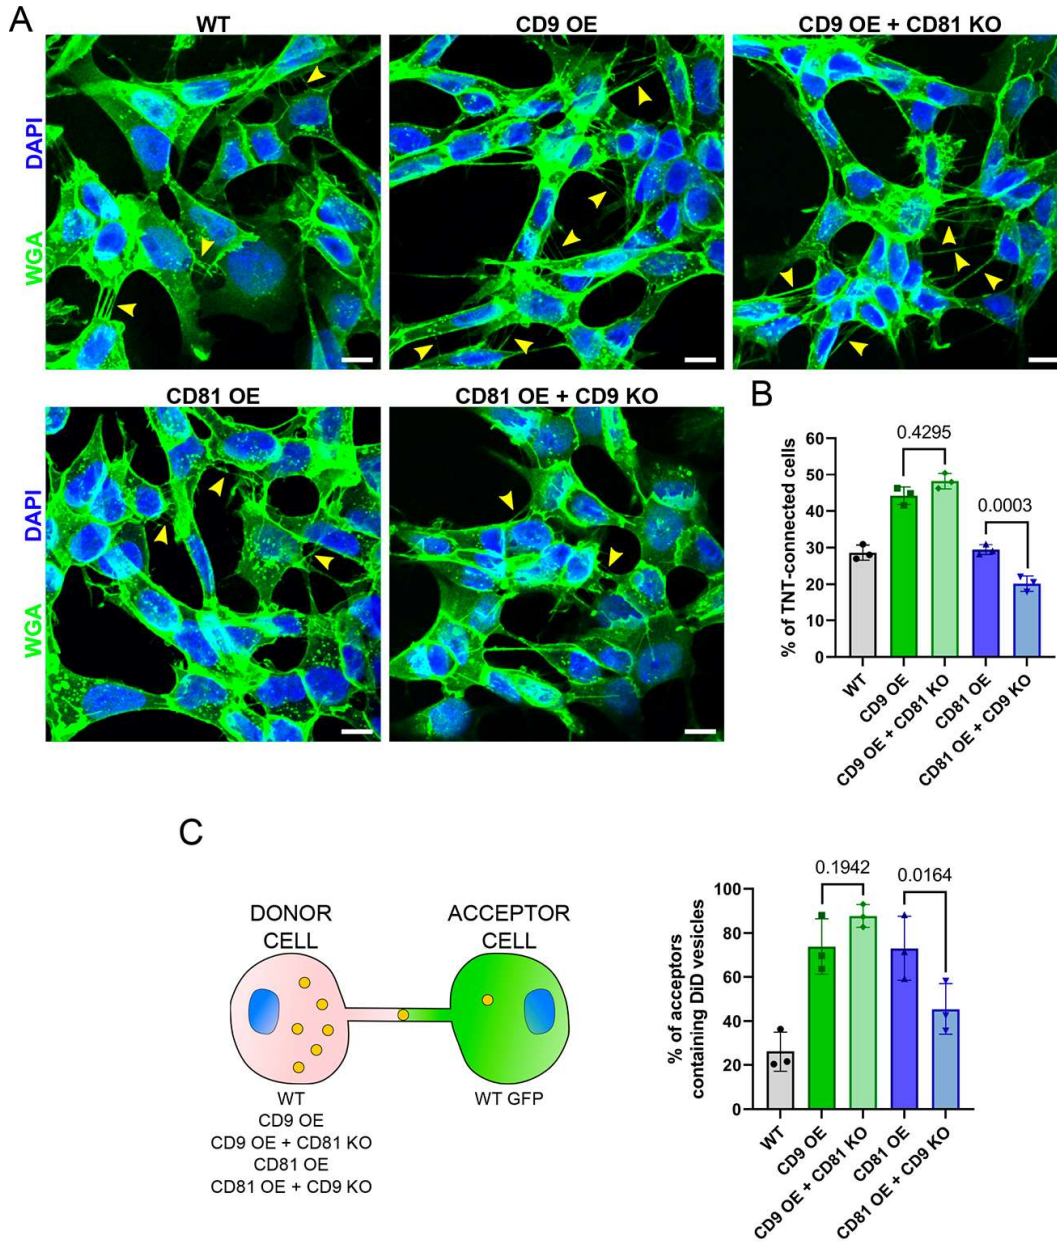 A
WT
CD9 OE
CD9 OE + CD81 KO
WGA DAPI
CD81 OE
CD81 OE + CD9 KO
WGA DAPI
B
% of TNT-connected cells
60
50
40
30
20
10
0
0.4295
0.0003
WT
CD9 OE
CD9 OE + CD81 KO
CD81 OE
CD81 OE + CD9 KO
C
DONOR
CELL
ACCEPTOR
CELL
WT
CD9 OE
CD9 OE + CD81 KO
CD81 OE
CD81 OE + CD9 KO
WT GFP
% of acceptors
containing DiD vesicles
100
80
60
40
20
0
0.1942
0.0164
WT
CD9 OE
CD9 OE + CD81 KO
CD81 OE
CD81 OE + CD9 KO